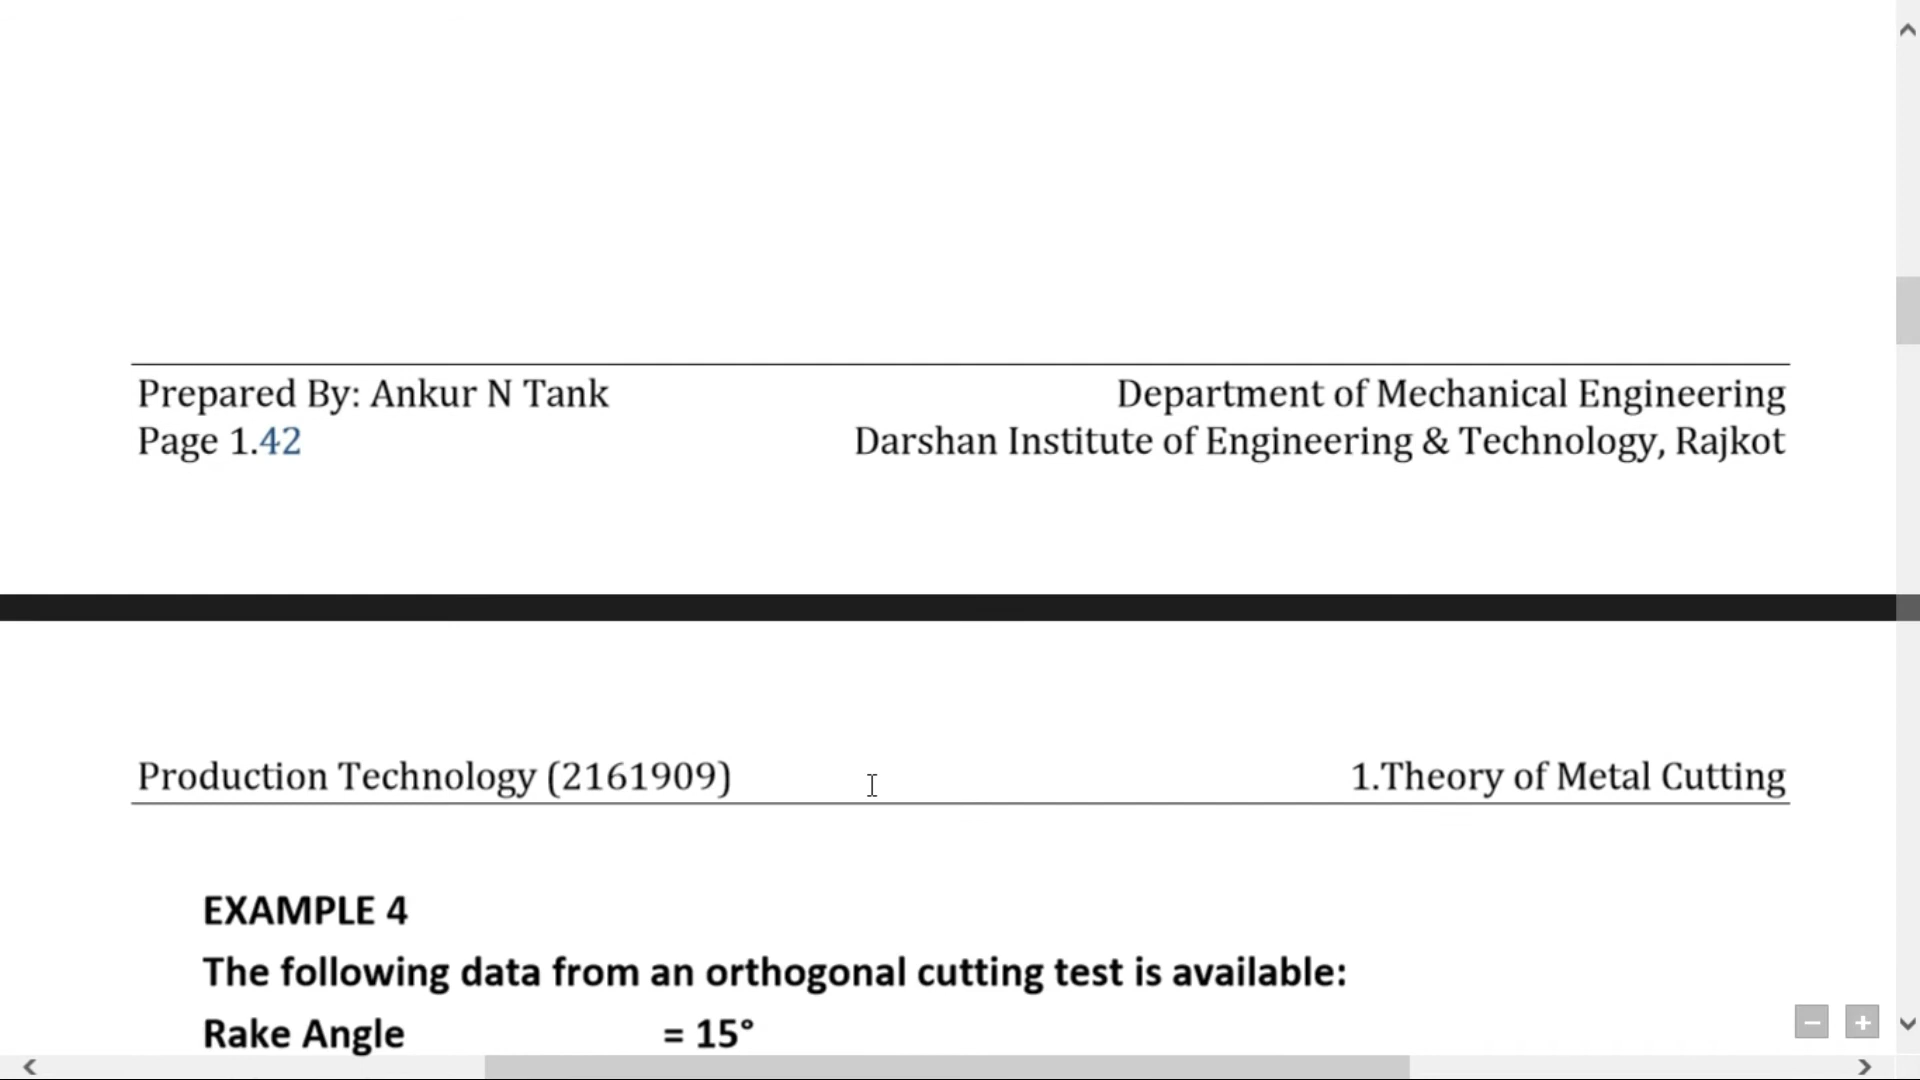 Prepared By: Ankur N Tank Department of Mechanical Engineering
Page 1.42 Darshan Institute of Engineering & Technology, Rajkot
Production Technology (2161909) 1.Theory of Metal Cutting
EXAMPLE 4
The following data from an orthogonal cutting test is available:
Rake Angle = 15°